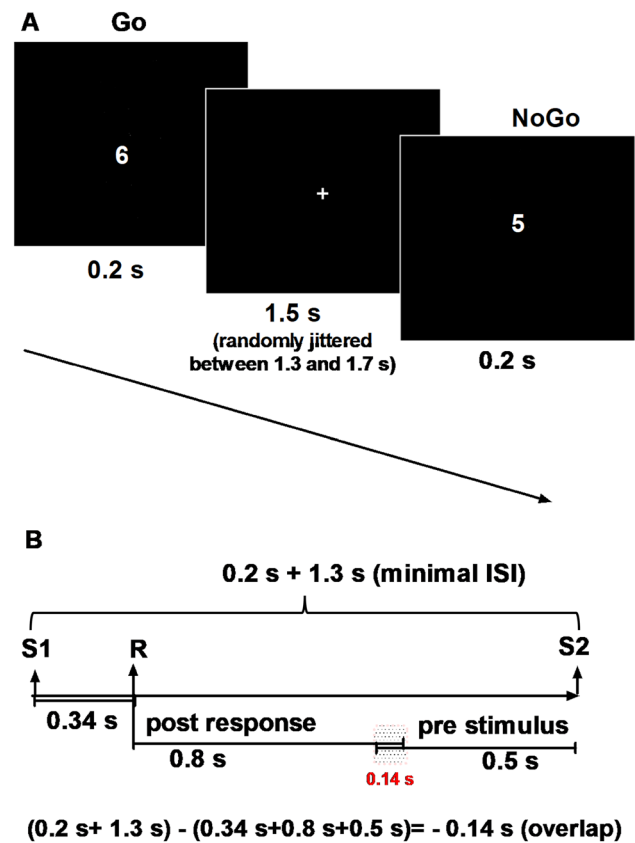 A
Go
6
0.2 s
+
1.5 s
(randomly jittered
between 1.3 and 1.7 s)
NoGo
5
0.2 s
B
0.2 s + 1.3 s (minimal ISI)
S1
R
S2
0.34 s
post response
pre stimulus
0.8 s
0.14 s
0.5 s
(0.2 s+ 1.3 s) - (0.34 s+0.8 s+0.5 s)= - 0.14 s (overlap)